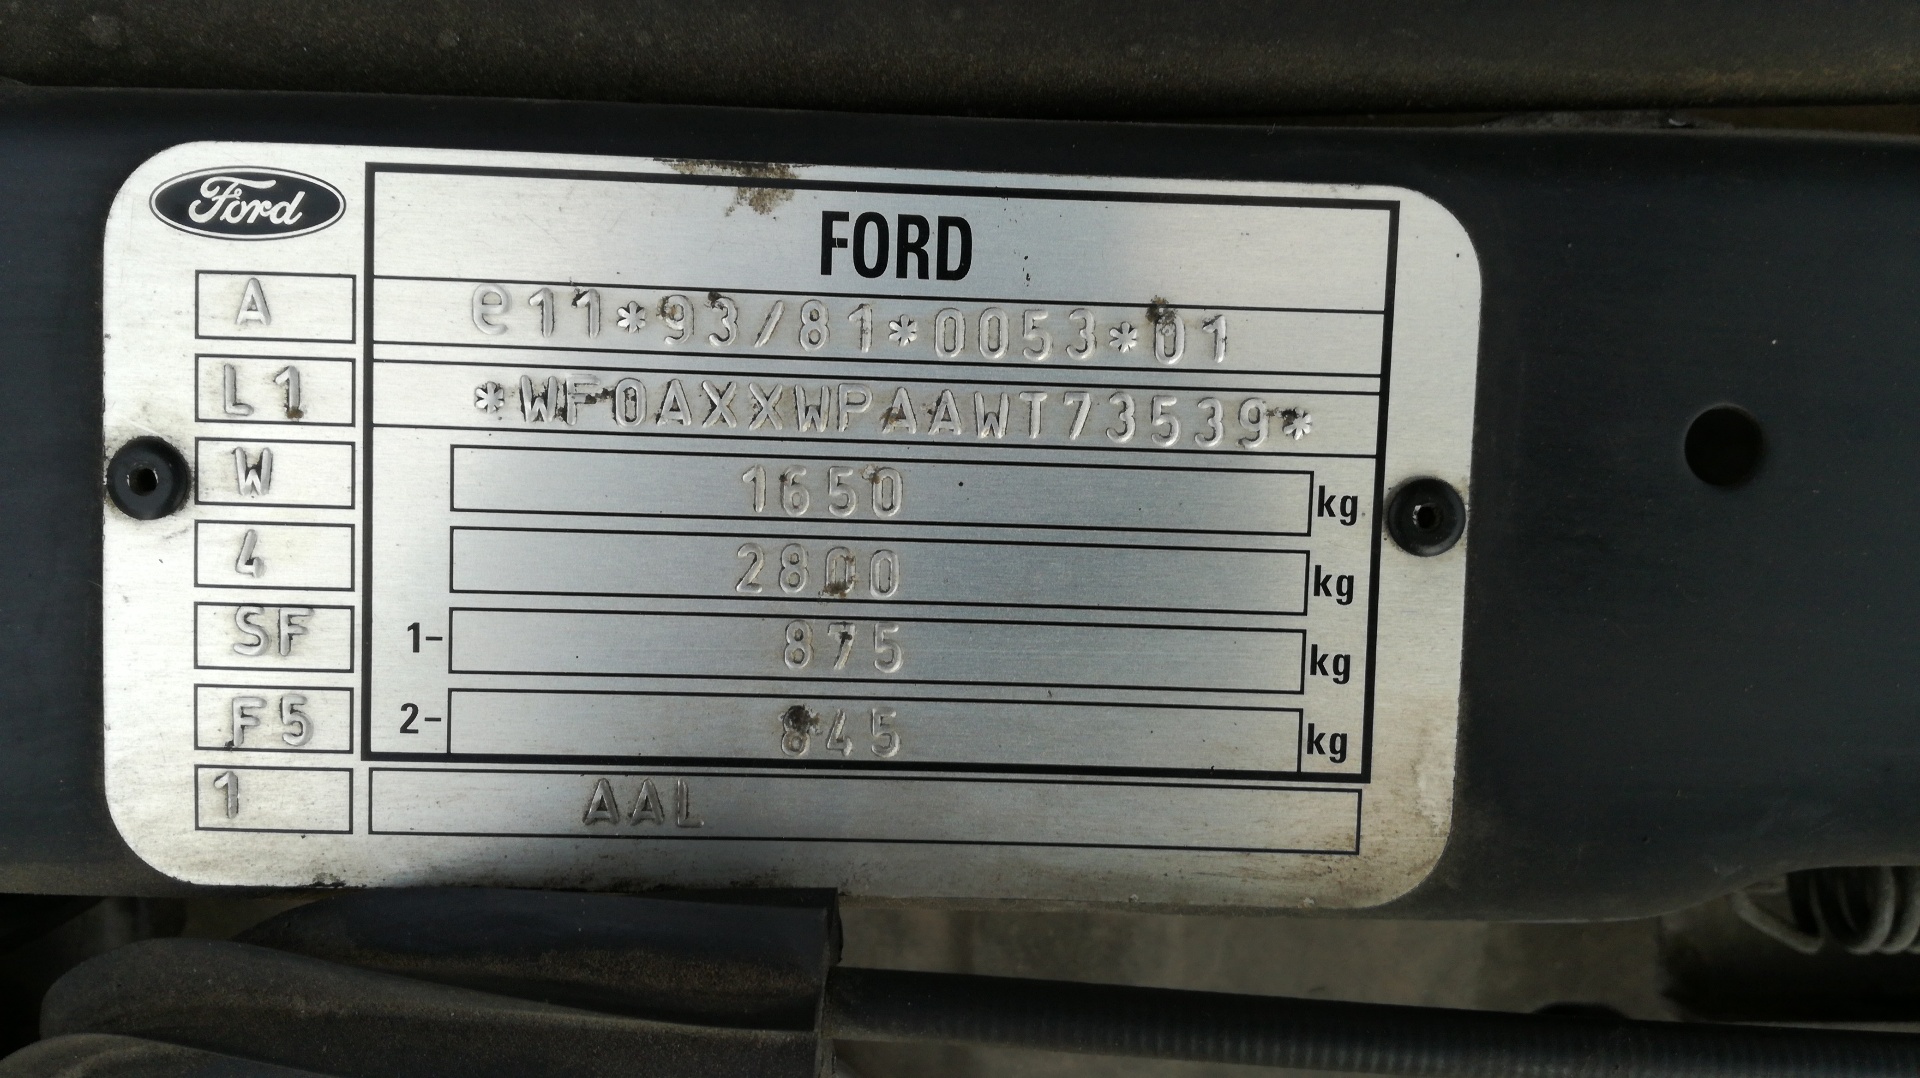 Ford
FORD
A
e11*93/81*0053*01
L1
*WF0AXXWPAAWT73539*
W
1650 kg
4
2800 kg
SF
1- 875 kg
F5
2- 845 kg
1
AAL